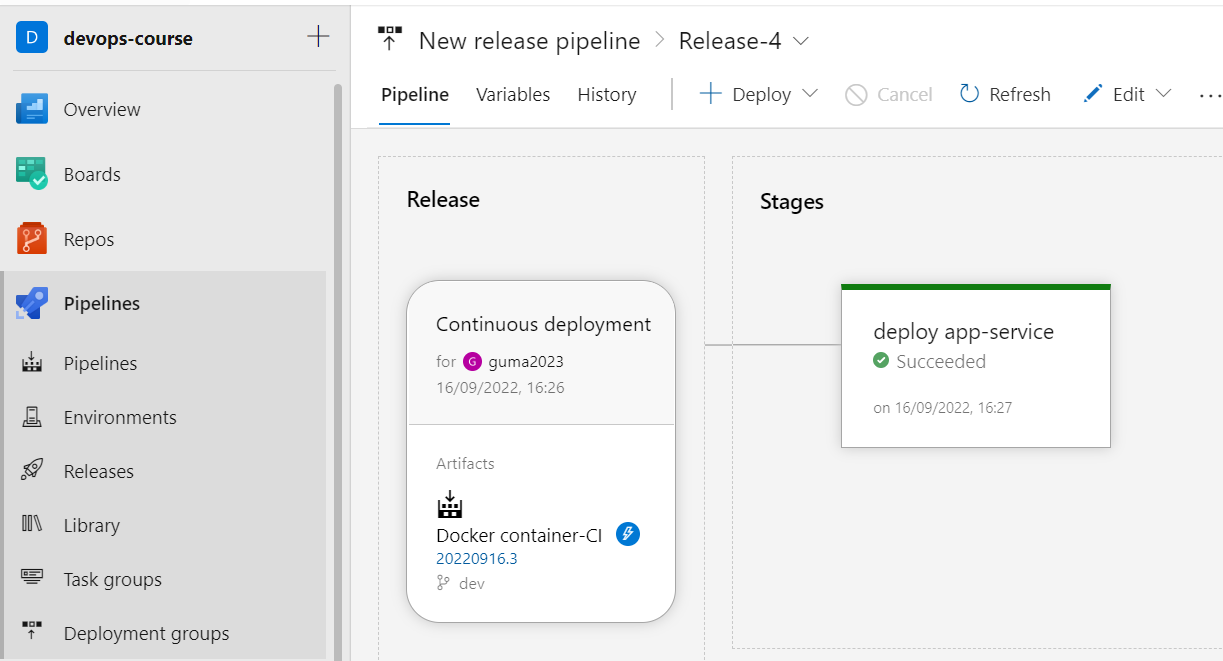 D devops-course
Overview
Boards
Repos
Pipelines
Pipelines
Environments
Releases
Library
Task groups
Deployment groups
New release pipeline > Release-4
Pipeline Variables History Deploy Cancel Refresh Edit ...
Release
Continuous deployment
for G guma2023
16/09/2022, 16:26
Artifacts
Docker container-CI
20220916.3
dev
Stages
deploy app-service
Succeeded
on 16/09/2022, 16:27